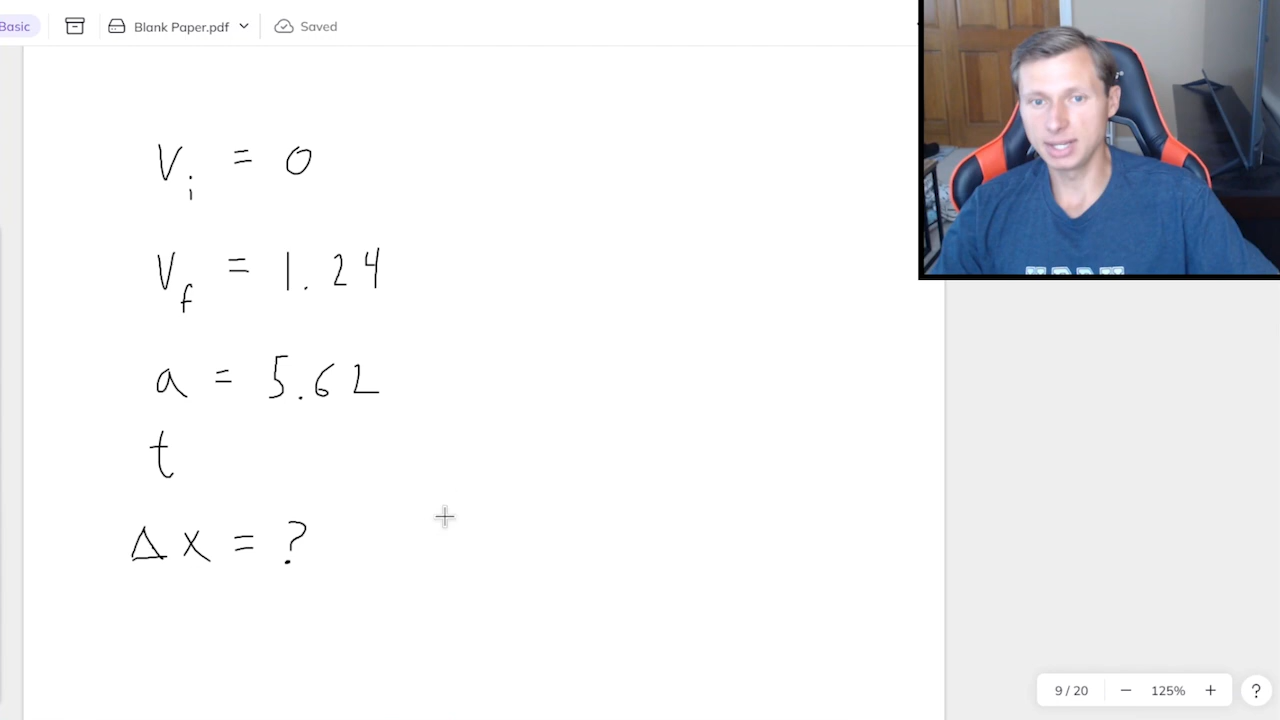 Basic Blank Paper.pdf Saved
Vi = 0
Vf = 1.24
a = 5.62
t
Δx = ?
9 / 20 − 125% + ?